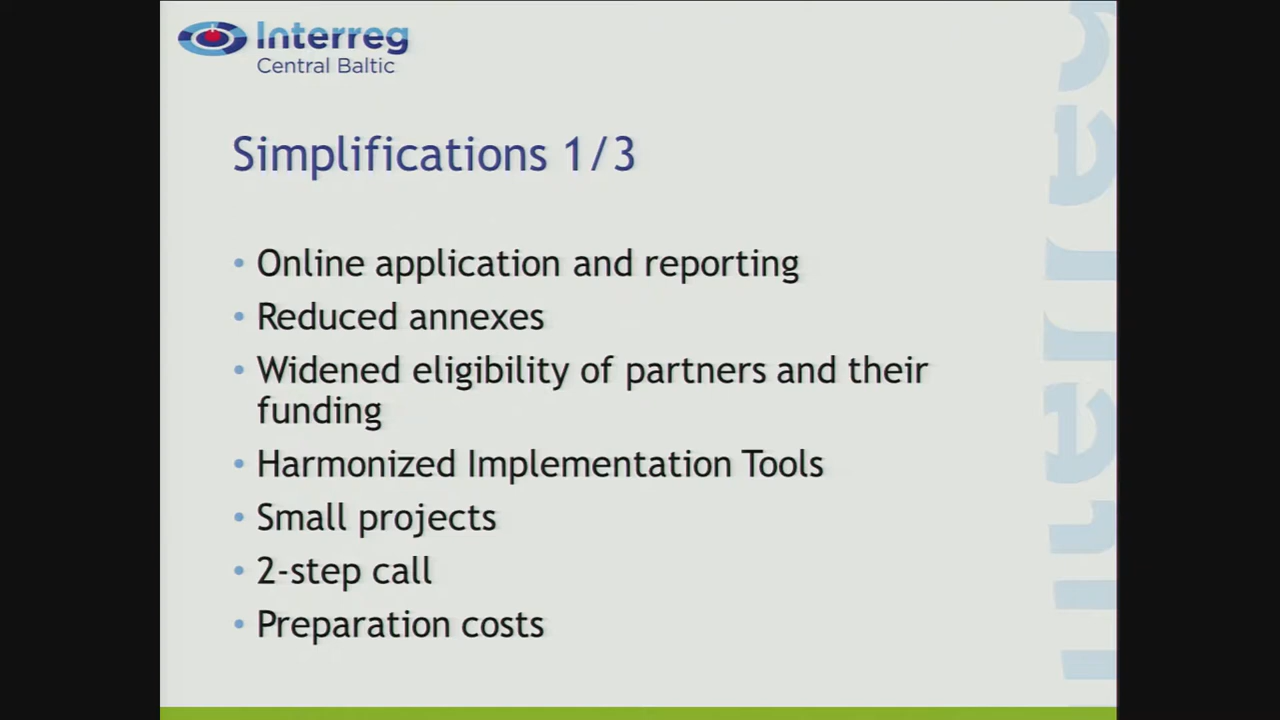 Interreg
Central Baltic
Simplifications 1/3
• Online application and reporting
• Reduced annexes
• Widened eligibility of partners and their
funding
• Harmonized Implementation Tools
• Small projects
• 2-step call
• Preparation costs
Interreg